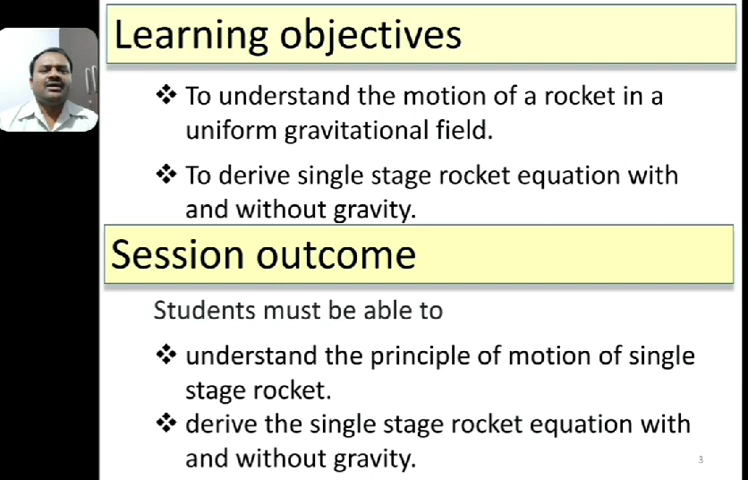 Learning objectives
❖ To understand the motion of a rocket in a
uniform gravitational field.
❖ To derive single stage rocket equation with
and without gravity.
Session outcome
Students must be able to
❖ understand the principle of motion of single
stage rocket.
❖ derive the single stage rocket equation with
and without gravity.
3